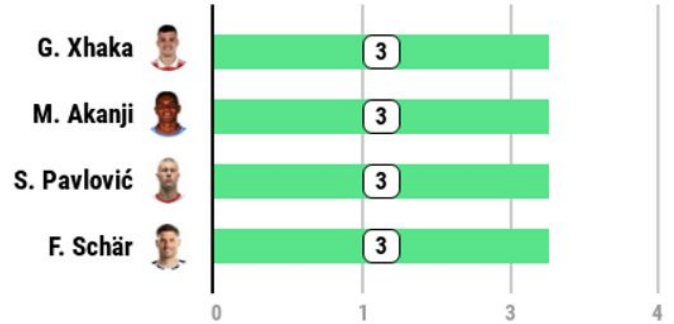 G. Xhaka 3
M. Akanji 3
S. Pavlović 3
F. Schär 3
0 1 3 4